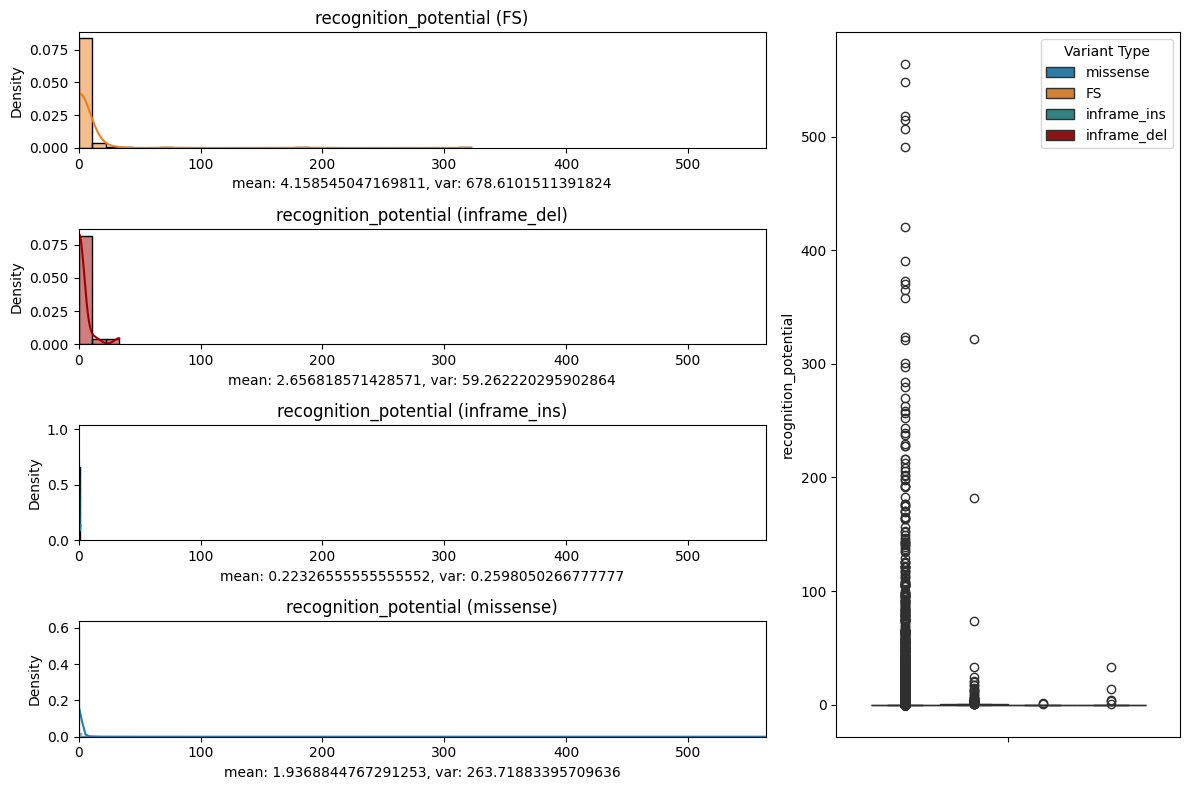 recognition_potential (FS)
Density
0.075
0.050
0.025
0.000
0 100 200 300 400 500
mean: 4.158545047169811, var: 678.6101511391824
recognition_potential (inframe_del)
Density
0.075
0.050
0.025
0.000
0 100 200 300 400 500
mean: 2.656818571428571, var: 59.262220295902864
recognition_potential (inframe_ins)
Density
1.0
0.5
0.0
0 100 200 300 400 500
mean: 0.22326555555555552, var: 0.2598050266777777
recognition_potential (missense)
Density
0.6
0.4
0.2
0.0
0 100 200 300 400 500
mean: 1.9368844767291253, var: 263.71883395709636
recognition_potential
500
400
300
200
100
0
Variant Type
missense
FS
inframe_ins
inframe_del